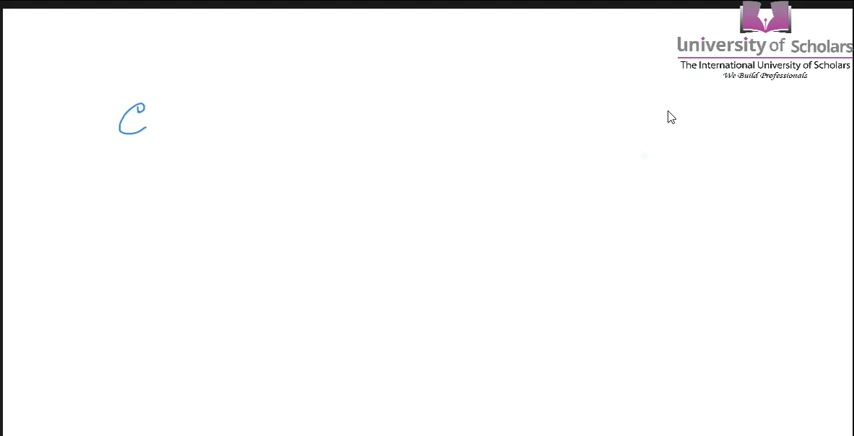 University of Scholars
The International University of Scholars
We Build Professionals
C